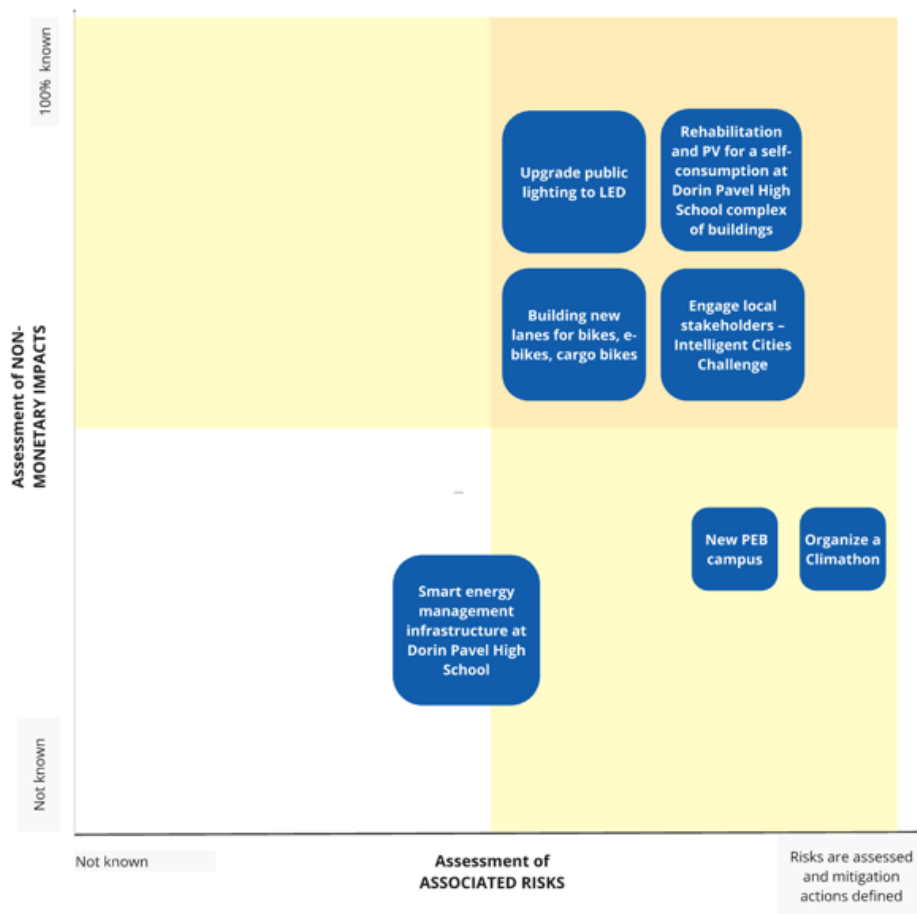 100% known
Upgrade public
lighting to LED
Rehabilitation
and PV for a self-
consumption at
Dorin Pavel High
School complex
of buildings
Building new
lanes for bikes, e-
bikes, cargo bikes
Engage local
stakeholders –
Intelligent Cities
Challenge
Assessment of NON-
MONETARY IMPACTS
New PEB
campus
Organize a
Climathon
Smart energy
management
infrastructure at
Dorin Pavel High
School
Not known
Not known
Assessment of
ASSOCIATED RISKS
Risks are assessed
and mitigation
actions defined